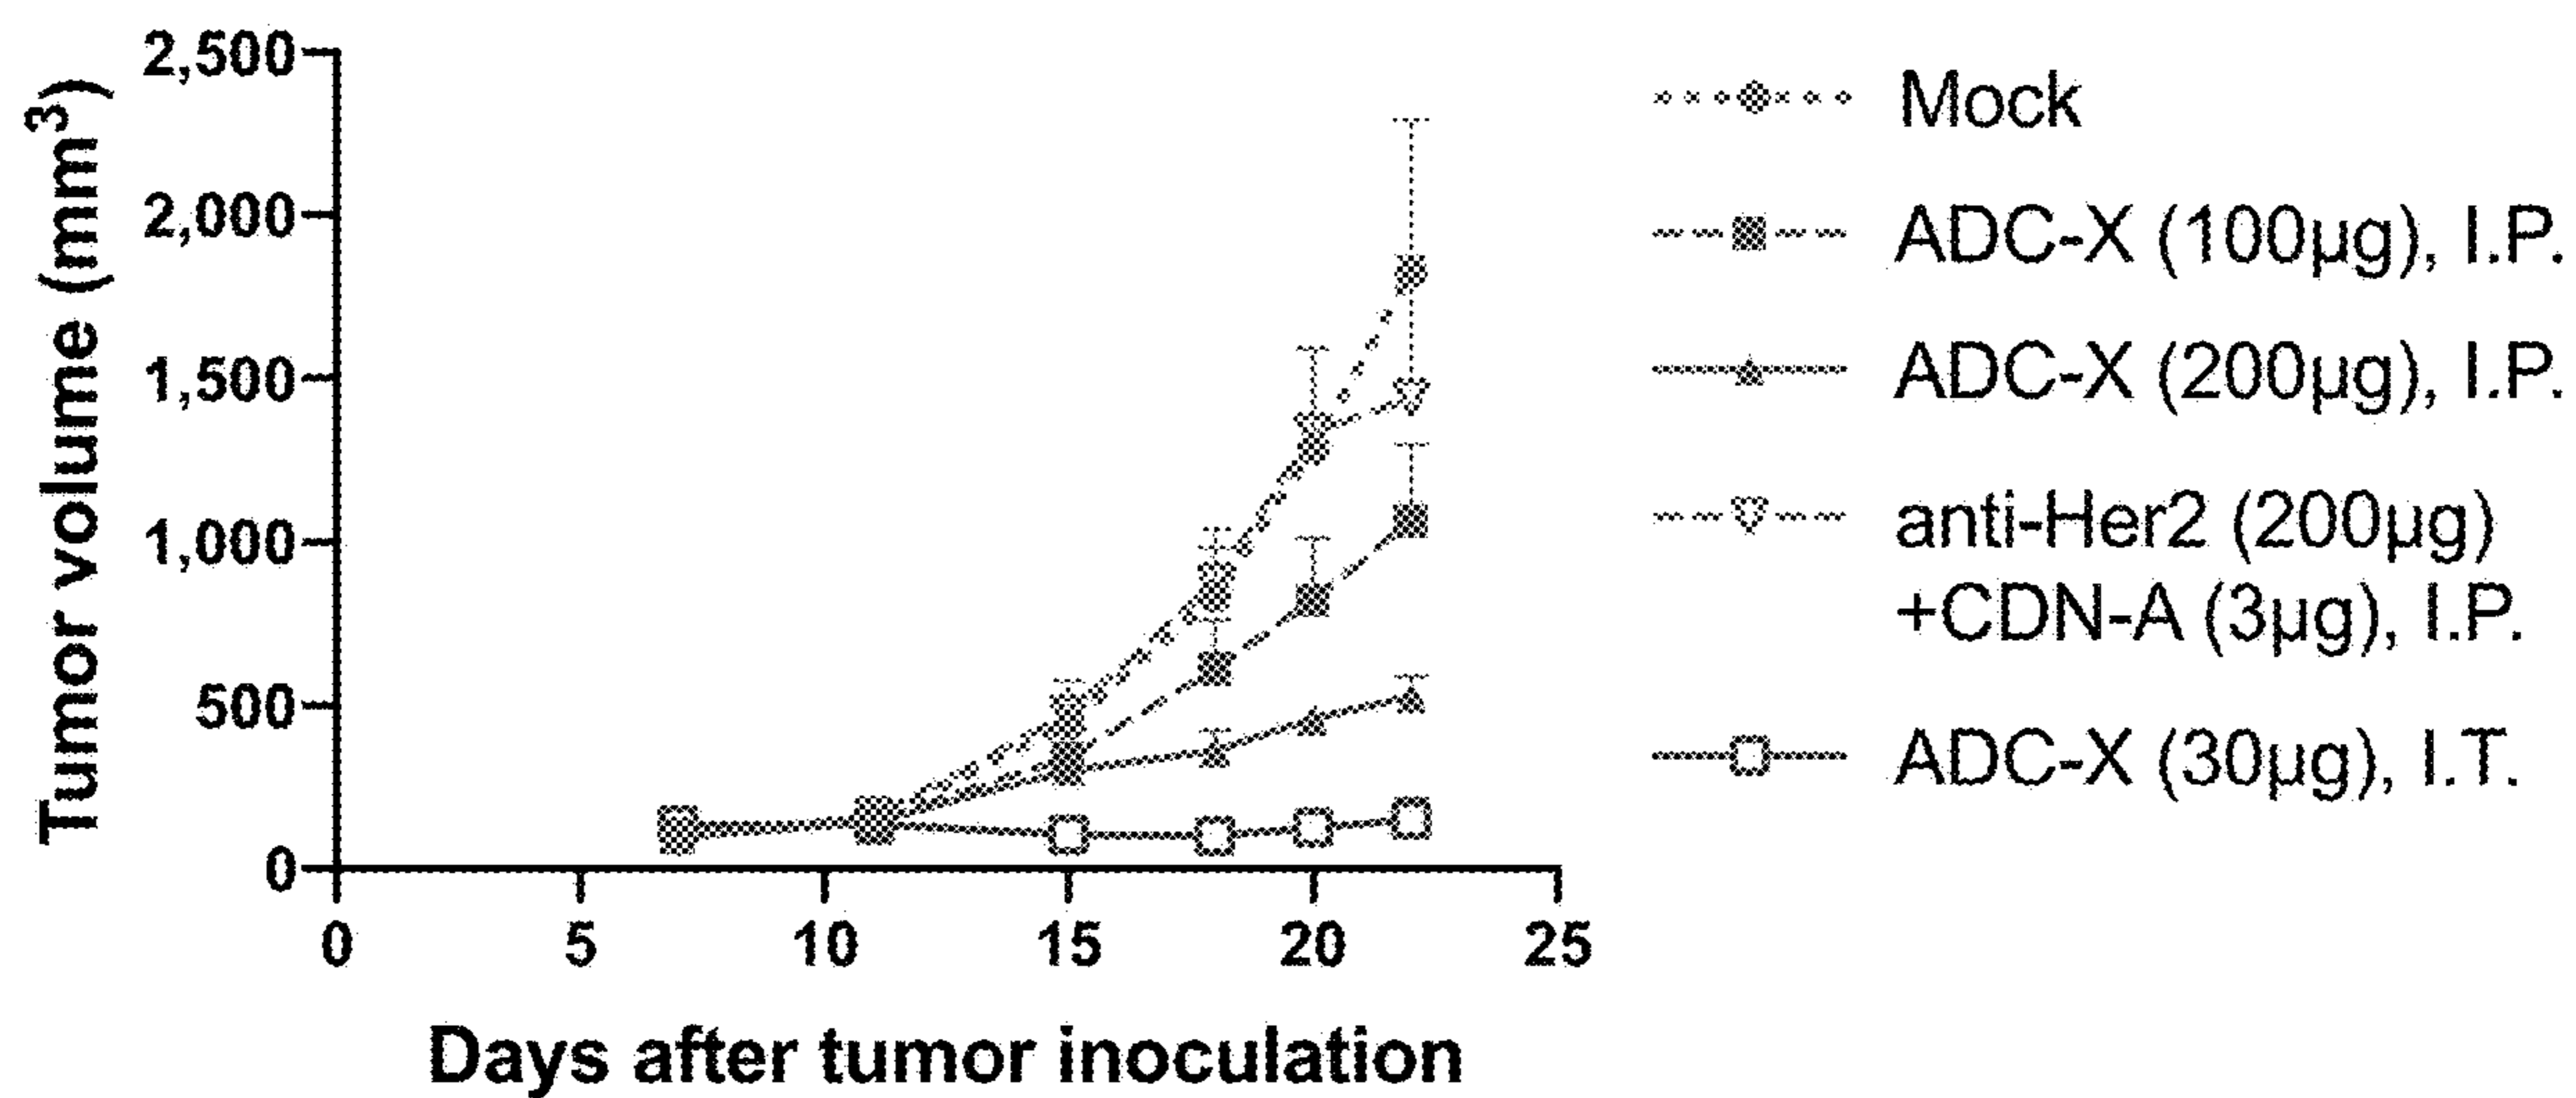 Tumor volume (mm³)
2,500
2,000
1,500
1,000
500
0
0 5 10 15 20 25
Days after tumor inoculation
Mock
ADC-X (100µg), I.P.
ADC-X (200µg), I.P.
anti-Her2 (200µg)
+CDN-A (3µg), I.P.
ADC-X (30µg), I.T.